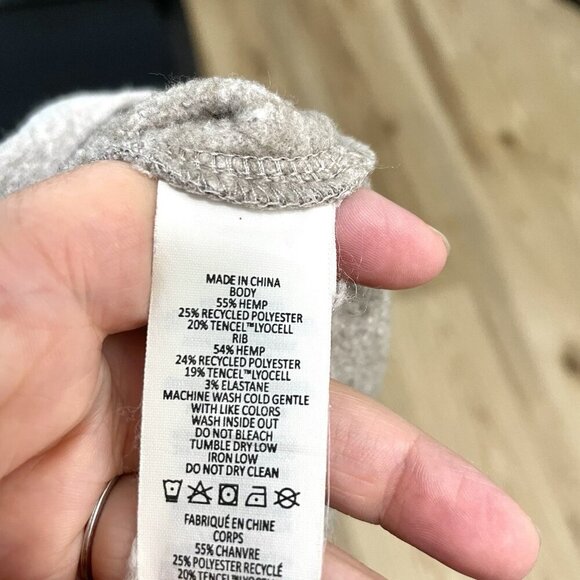 MADE IN CHINA
BODY
55% HEMP
25% RECYCLED POLYESTER
20% TENCEL™LYOCELL
RIB
54% HEMP
24% RECYCLED POLYESTER
19% TENCEL™LYOCELL
3% ELASTANE
MACHINE WASH COLD GENTLE
WITH LIKE COLORS
WASH INSIDE OUT
DO NOT BLEACH
TUMBLE DRY LOW
IRON LOW
DO NOT DRY CLEAN
FABRIQUÉ EN CHINE
CORPS
55% CHANVRE
25% POLYESTER RECYCLÉ
20% TENCEL™LYOCELL